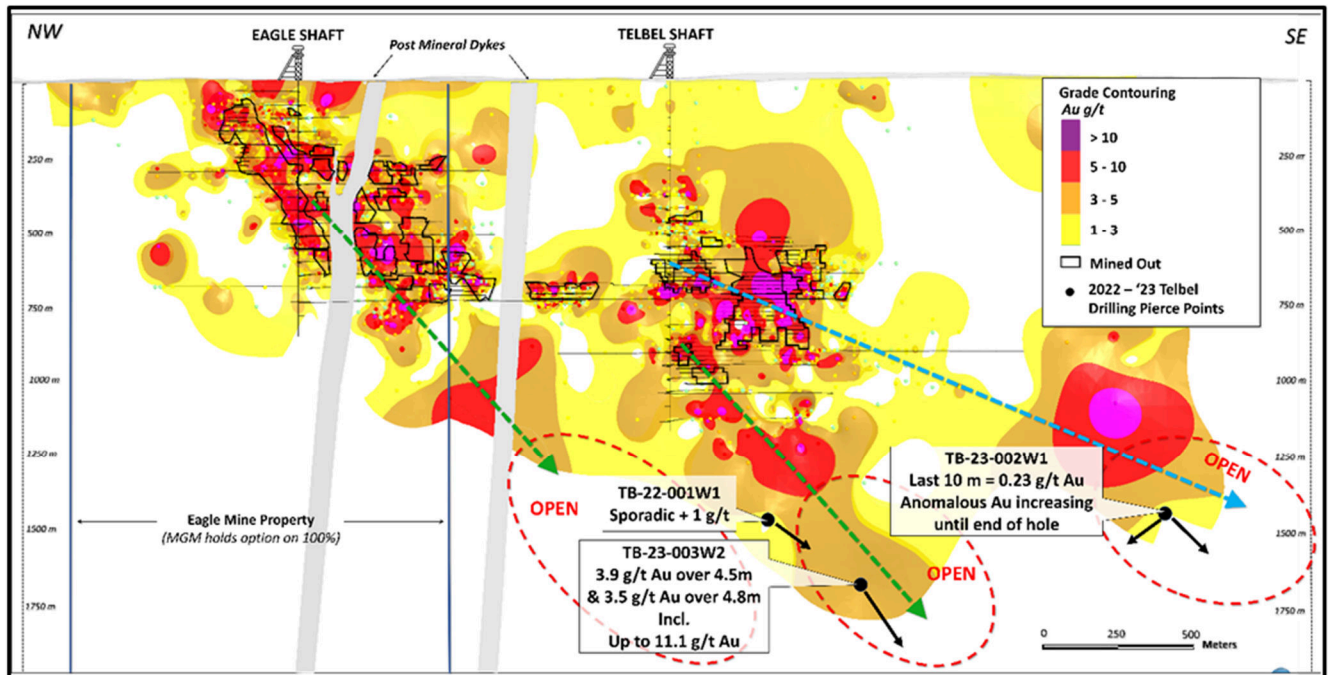 NW
EAGLE SHAFT
Post Mineral Dykes
TELBEL SHAFT
SE
Grade Contouring
Au g/t
> 10
5 - 10
3 - 5
1 - 3
Mined Out
2022 – '23 Telbel
Drilling Pierce Points
250 m
500 m
750 m
1000 m
1250 m
1500 m
1750 m
250 m
500 m
750 m
1000 m
1250 m
1500 m
1750 m
Eagle Mine Property
(MGM holds option on 100%)
OPEN
TB-22-001W1
Sporadic + 1 g/t
TB-23-003W2
3.9 g/t Au over 4.5m
& 3.5 g/t Au over 4.8m
Incl.
Up to 11.1 g/t Au
OPEN
TB-23-002W1
Last 10 m = 0.23 g/t Au
Anomalous Au increasing
until end of hole
OPEN
0 500
Meters